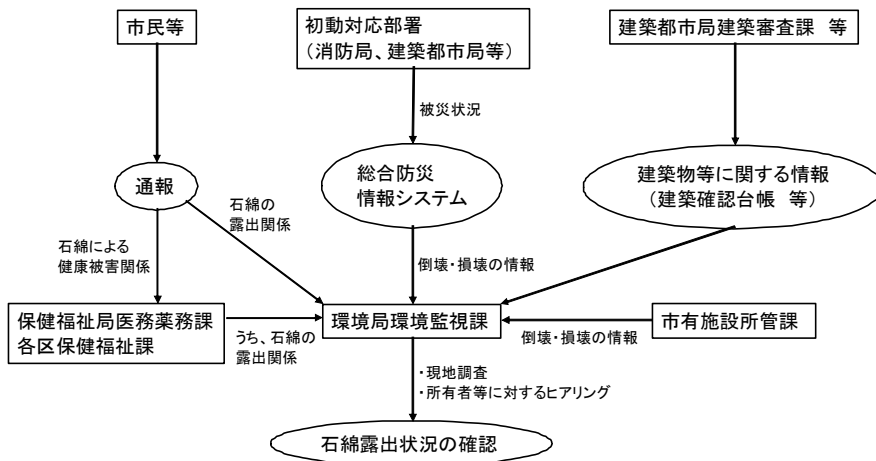 市民等
初動対応部署
（消防局、建築都市局等）
建築都市局建築審査課　等
被災状況
通報
総合防災
情報システム
建築物等に関する情報
（建築確認台帳　等）
石綿の
露出関係
石綿による
健康被害関係
倒壊・損壊の情報
保健福祉局医務薬務課
各区保健福祉課
うち、石綿の
露出関係
環境局環境監視課
倒壊・損壊の情報
市有施設所管課
・現地調査
・所有者等に対するヒアリング
石綿露出状況の確認